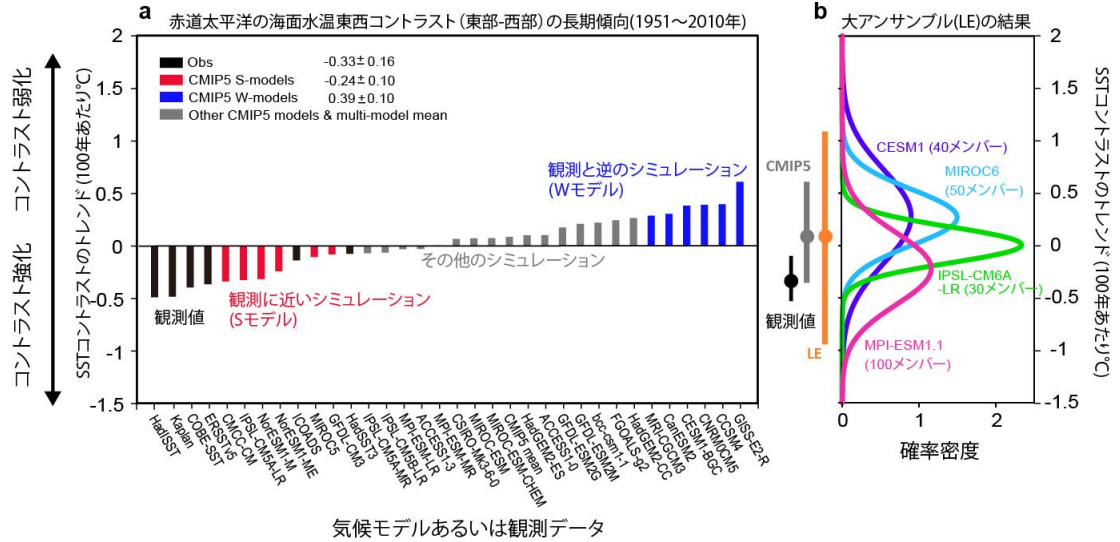 a
赤道太平洋の海面水温東西コントラスト（東部-西部）の長期傾向(1951～2010年)
コントラスト弱化
コントラスト強化
SSTコントラストのトレンド (100年あたり℃)
2
1.5
1
0.5
0
-0.5
-1
-1.5
Obs -0.33± 0.16
CMIP5 S-models -0.24± 0.10
CMIP5 W-models 0.39±0.10
Other CMIP5 models & multi-model mean
観測と逆のシミュレーション
(Wモデル)
その他のシミュレーション
観測値
観測に近いシミュレーション
(Sモデル)
HadISST
Kaplan
COBE-SST
ERSSTv5
CMCC-CM
IPSL-CM5A-LR
NorESM1-M
NorESM1-ME
ICOADS
MIROC5
GFDL-CM3
HadSST3
IPSL-CM5A-MR
IPSL-CM5B-LR
MPI-ESM-LR
ACCESS1-3
MPI-ESM-MR
CSIRO-Mk3-6-0
MIROC-ESM
MIROC-ESM-CHEM
CMIP5 mean
HadGEM2-ES
ACCESS1-0
GFDL-ESM2G
GFDL-ESM2M
bcc-csm1-1
FGOALS-g2
HadGEM2-CC
MRI-CGCM3
CanESM2
CESM1-BGC
CNRM0CM5
CCSM4
GISS-E2-R
気候モデルあるいは観測データ
b
大アンサンブル(LE)の結果
CMIP5
観測値
LE
CESM1 (40メンバー)
MIROC6
(50メンバー)
IPSL-CM6A
-LR (30メンバー)
MPI-ESM1.1
(100メンバー)
2
1.5
1
0.5
0
-0.5
-1
-1.5
SSTコントラストのトレンド (100年あたり℃)
0
1
2
確率密度